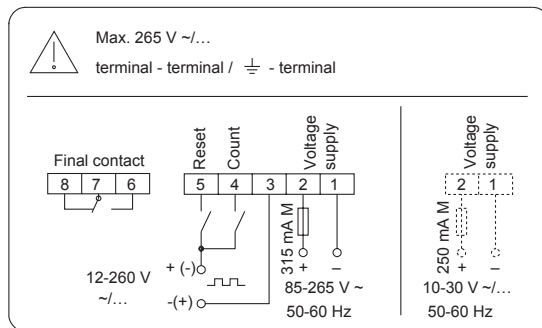 Max. 265 V ~/…
terminal - terminal / ⏚ - terminal
Final contact
8 7 6
Reset
Count
Voltage
supply
5 4 3 2 1
315 mA M
+ (-)
-(+)
12-260 V
~/…
+ –
85-265 V ~
50-60 Hz
Voltage
supply
2 1
250 mA M
+ –
10-30 V ~/…
50-60 Hz